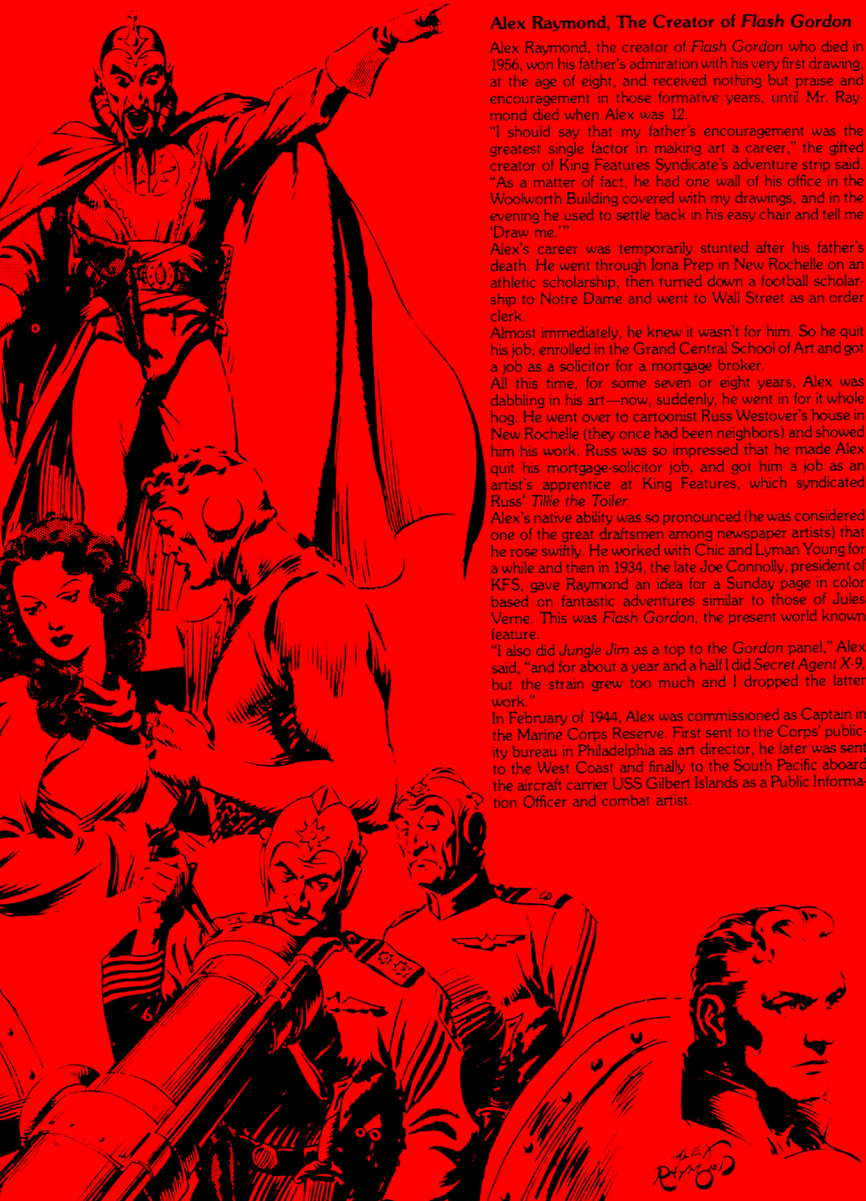 Alex Raymond, The Creator of Flash Gordon
Alex Raymond, the creator of Flash Gordon who died in
1956, won his father's admiration with his very first drawing,
at the age of eight, and received nothing but praise and
encouragement in those formative years, until Mr. Ray-
mond died when Alex was 12.
"I should say that my father's encouragement was the
greatest single factor in making art a career," the gifted
creator of King Features Syndicate's adventure strip said.
"As a matter of fact, he had one wall of his office in the
Woolworth Building covered with my drawings, and in the
evening he used to settle back in his easy chair and tell me
'Draw me.'"
Alex's career was temporarily stunted after his father's
death. He went through Iona Prep in New Rochelle on an
athletic scholarship, then turned down a football scholar-
ship to Notre Dame and went to Wall Street as an order
clerk.
Almost immediately, he knew it wasn't for him. So he quit
his job, enrolled in the Grand Central School of Art and got
a job as a solicitor for a mortgage broker.
All this time, for some seven or eight years, Alex was
dabbling in his art—now, suddenly, he went in for it whole
hog. He went over to cartoonist Russ Westover's house in
New Rochelle (they once had been neighbors) and showed
him his work. Russ was so impressed that he made Alex
quit his mortgage-solicitor job, and got him a job as an
artist's apprentice at King Features, which syndicated
Russ' Tillie the Toiler.
Alex's native ability was so pronounced (he was considered
one of the great draftsmen among newspaper artists) that
he rose swiftly. He worked with Chic and Lyman Young for
a while and then in 1934, the late Joe Connolly, president of
KFS, gave Raymond an idea for a Sunday page in color
based on fantastic adventures similar to those of Jules
Verne. This was Flash Gordon, the present world known
feature.
"I also did Jungle Jim as a top to the Gordon panel," Alex
said, "and for about a year and a half I did Secret Agent X-9,
but the strain grew too much and I dropped the latter
work."
In February of 1944, Alex was commissioned as Captain in
the Marine Corps Reserve. First sent to the Corps' public-
ity bureau in Philadelphia as art director, he later was sent
to the West Coast and finally to the South Pacific aboard
the aircraft carrier USS Gilbert Islands as a Public Informa-
tion Officer and combat artist.
ALEX
RAYMOND